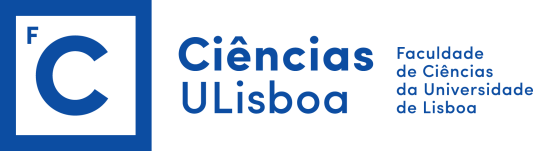 F
C
Ciências
ULisboa
Faculdade
de Ciências
da Universidade
de Lisboa